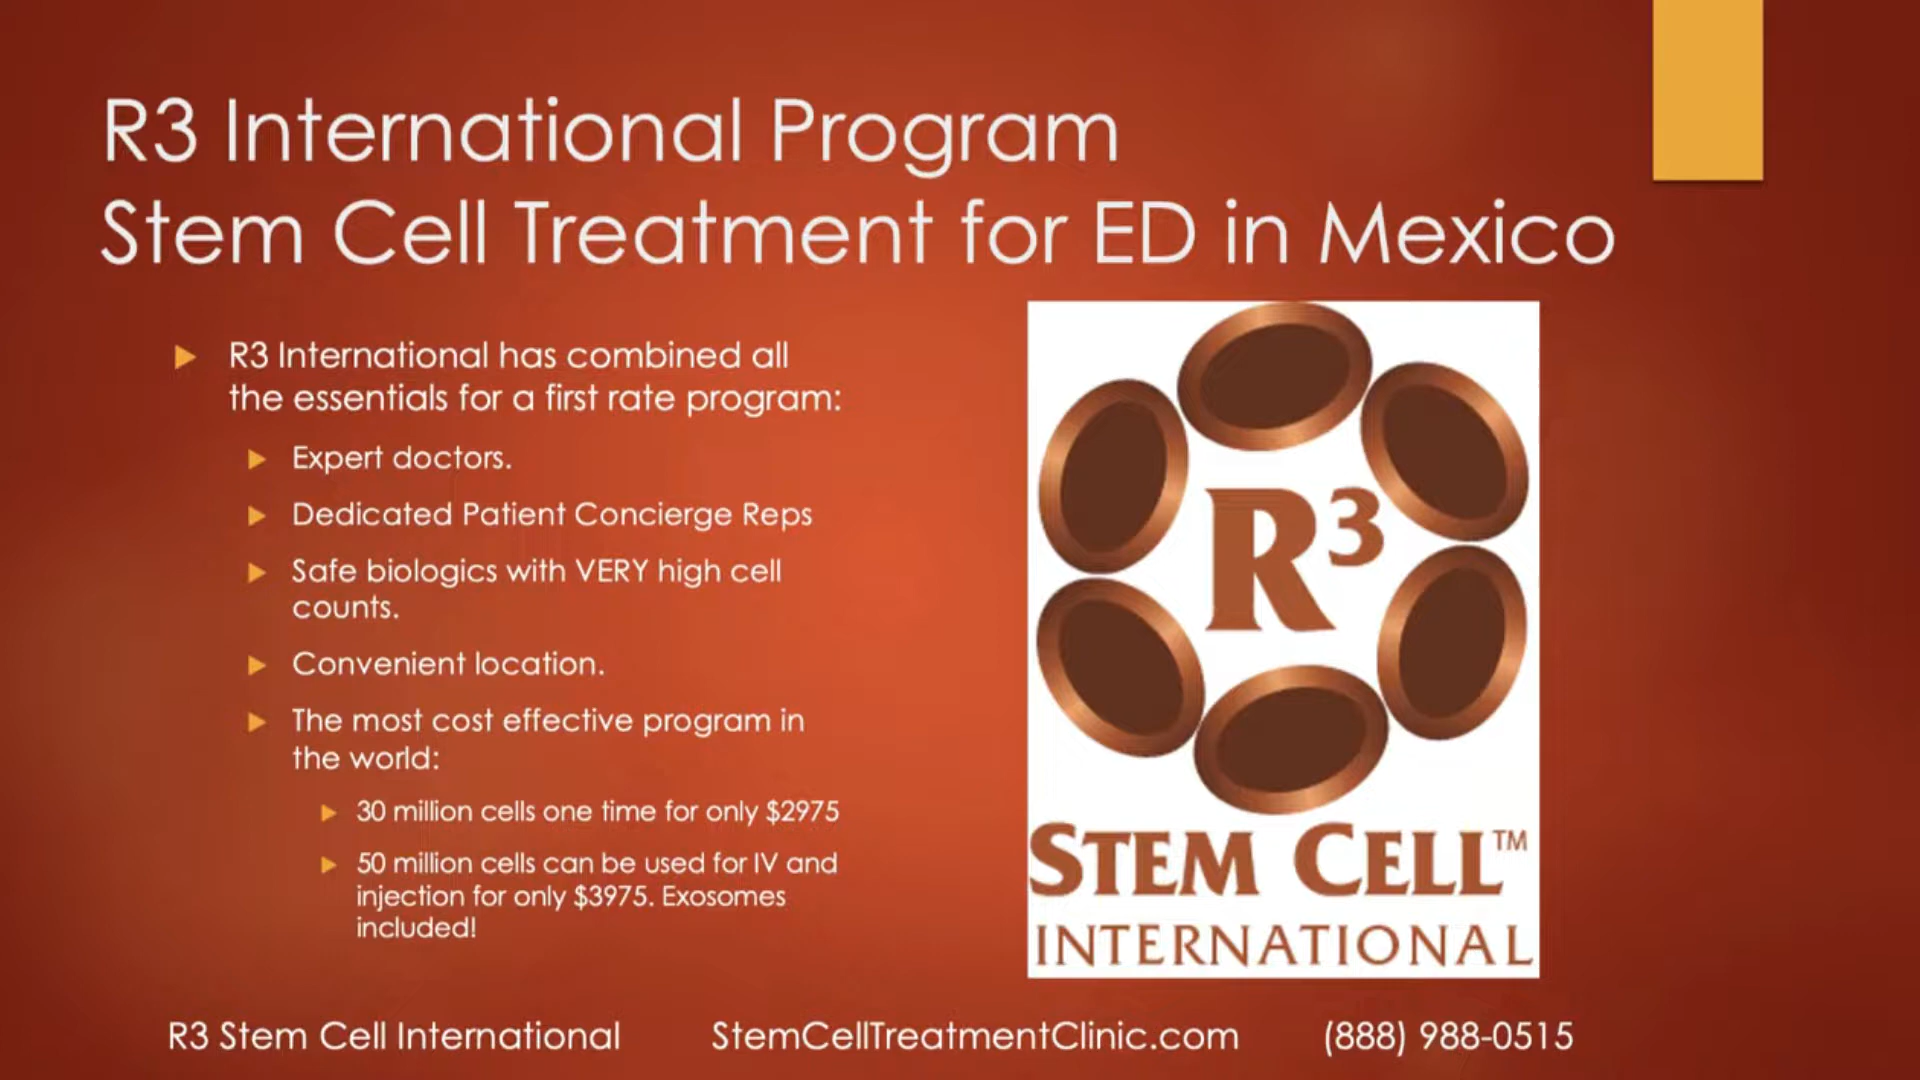 R3 International Program
Stem Cell Treatment for ED in Mexico
R3 International has combined all
the essentials for a first rate program:
Expert doctors.
Dedicated Patient Concierge Reps
Safe biologics with VERY high cell
counts.
Convenient location.
The most cost effective program in
the world:
30 million cells one time for only $2975
50 million cells can be used for IV and
injection for only $3975. Exosomes
included!
R³
STEM CELL™
INTERNATIONAL
R3 Stem Cell International StemCellTreatmentClinic.com (888) 988-0515